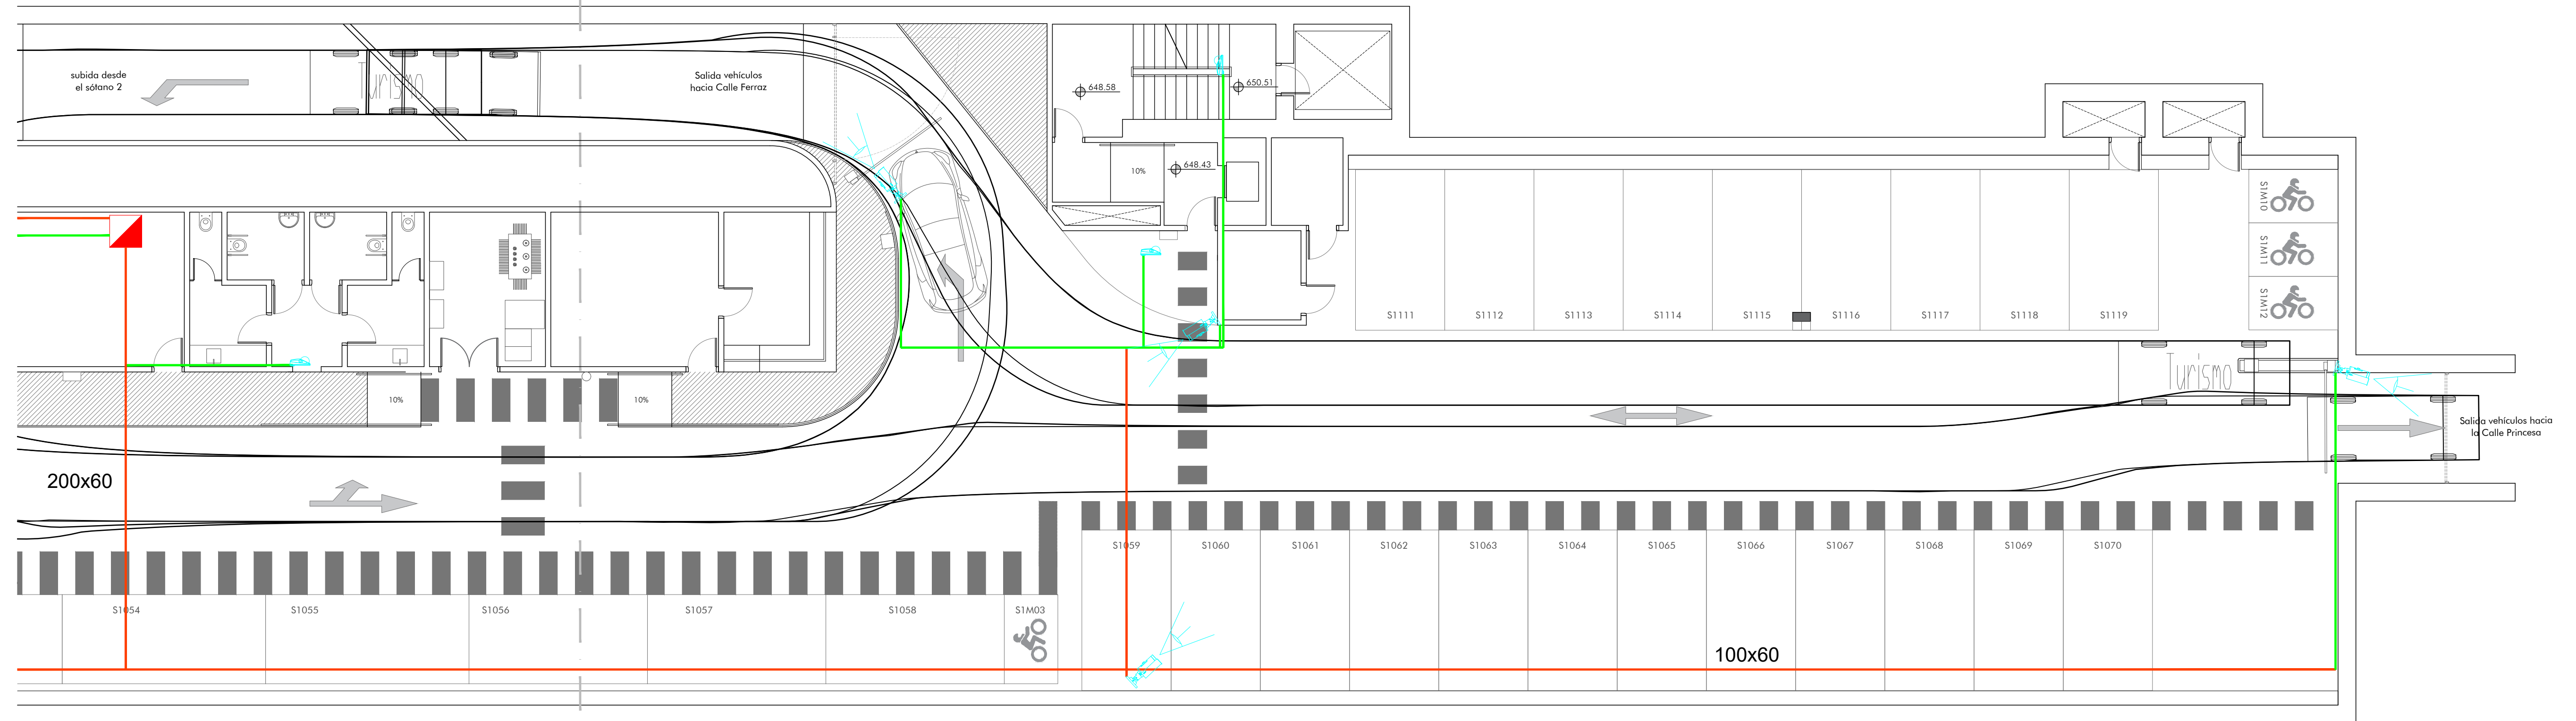 subida desde
el sótano 2
Turismo
Salida vehículos
hacia Calle Ferraz
648.58
650.51
10%
648.43
S1M10
S1M11
S1M12
S1111
S1112
S1113
S1114
S1115
S1116
S1117
S1118
S1119
Turismo
10%
10%
Salida vehículos hacia
la Calle Princesa
200x60
S1059
S1060
S1061
S1062
S1063
S1064
S1065
S1066
S1067
S1068
S1069
S1070
S1054
S1055
S1056
S1057
S1058
S1M03
100x60